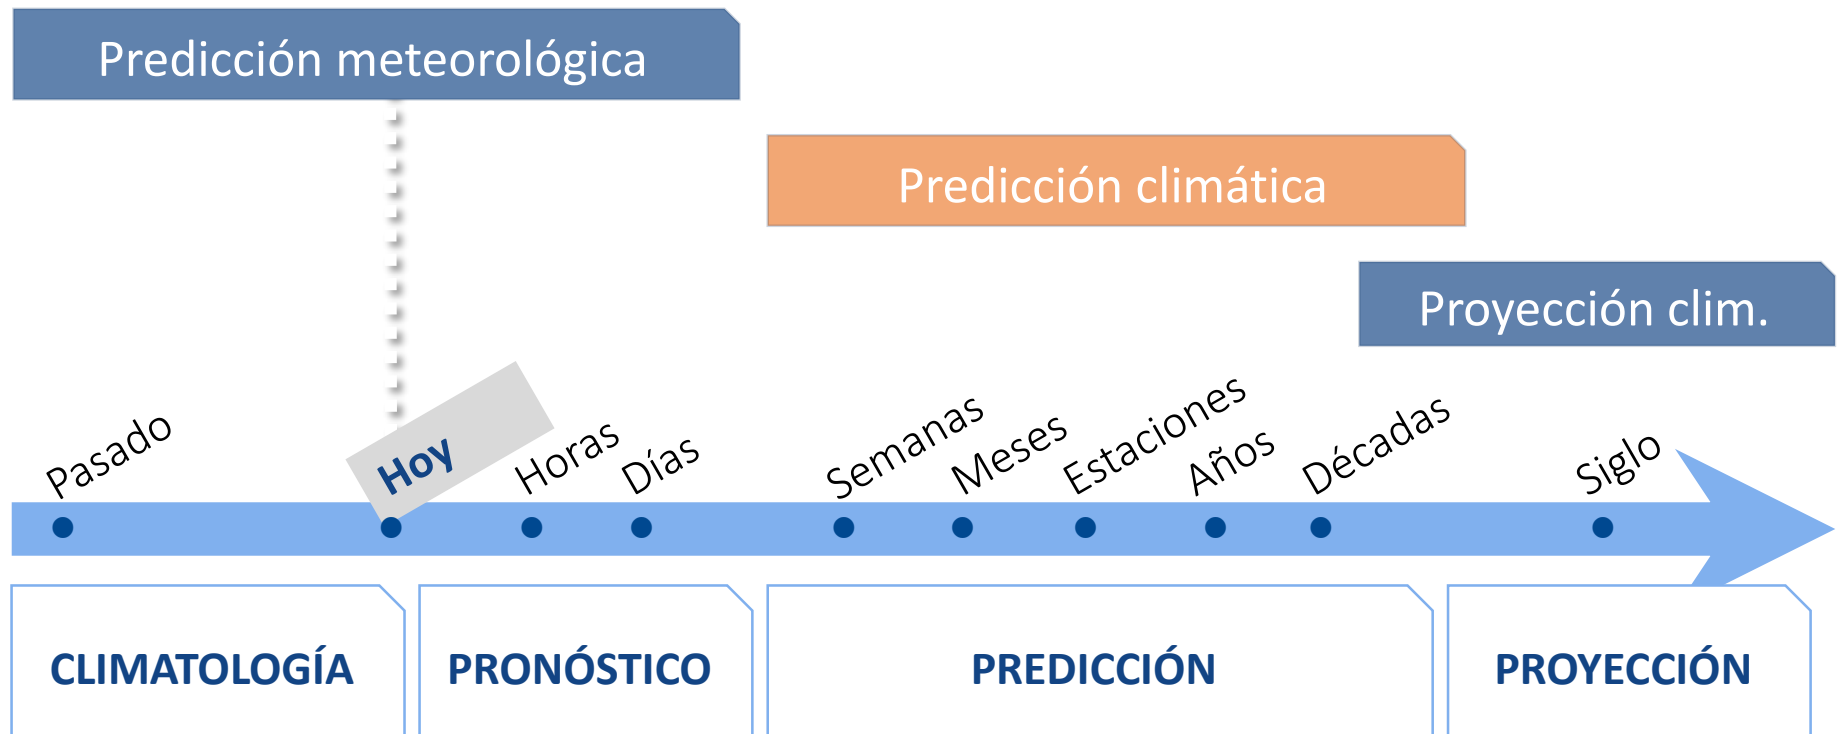 Predicción meteorológica
Predicción climática
Proyección clim.
Pasado
Hoy
Horas
Días
Semanas
Meses
Estaciones
Años
Décadas
Siglo
CLIMATOLOGÍA
PRONÓSTICO
PREDICCIÓN
PROYECCIÓN